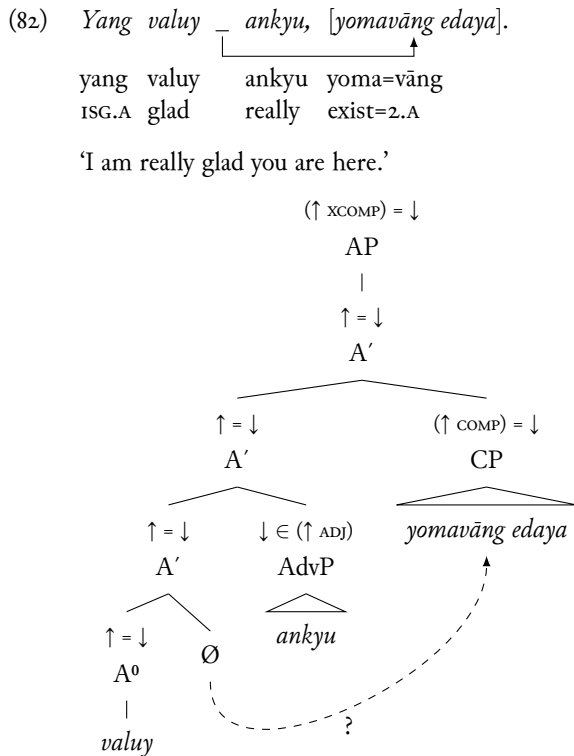 (82) Yang valuy _ ankyu, [yomavāng edaya].
yang valuy ankyu yoma=vāng
1SG.A glad really exist=2.A
‘I am really glad you are here.’
(↑ XCOMP) = ↓
AP
↑ = ↓
A′
↑ = ↓ (↑ COMP) = ↓
A′ CP
↑ = ↓ ↓ ∈ (↑ ADJ) yomavāng edaya
A′ AdvP
↑ = ↓ Ø ankyu
A⁰
?
valuy